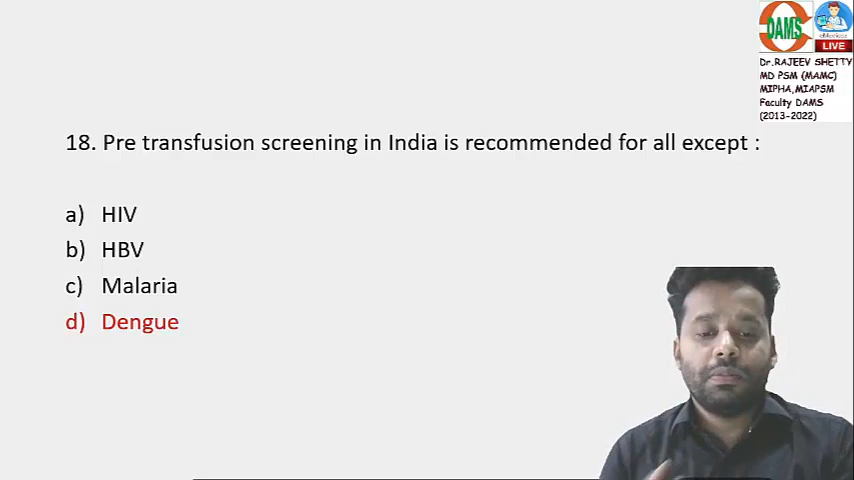 DAMS
eMedicoz
LIVE
Dr.RAJEEV SHETTY
MD PSM (MAMC)
MIPHA,MIAPSM
Faculty DAMS
(2013-2022)
18. Pre transfusion screening in India is recommended for all except :
a) HIV
b) HBV
c) Malaria
d) Dengue